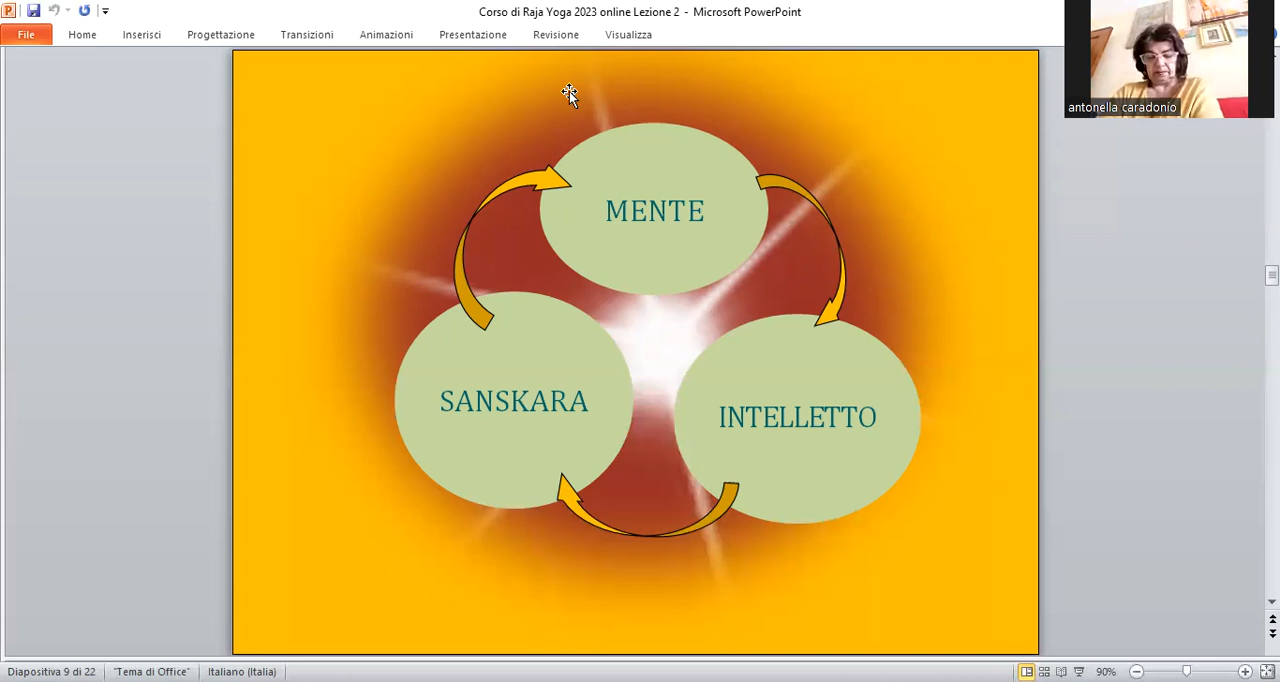 Corso di Raja Yoga 2023 online Lezione 2 - Microsoft PowerPoint
File Home Inserisci Progettazione Transizioni Animazioni Presentazione Revisione Visualizza
antonella caradonio
MENTE
SANSKARA
INTELLETTO
Diapositiva 9 di 22 "Tema di Office" Italiano (Italia) 90%